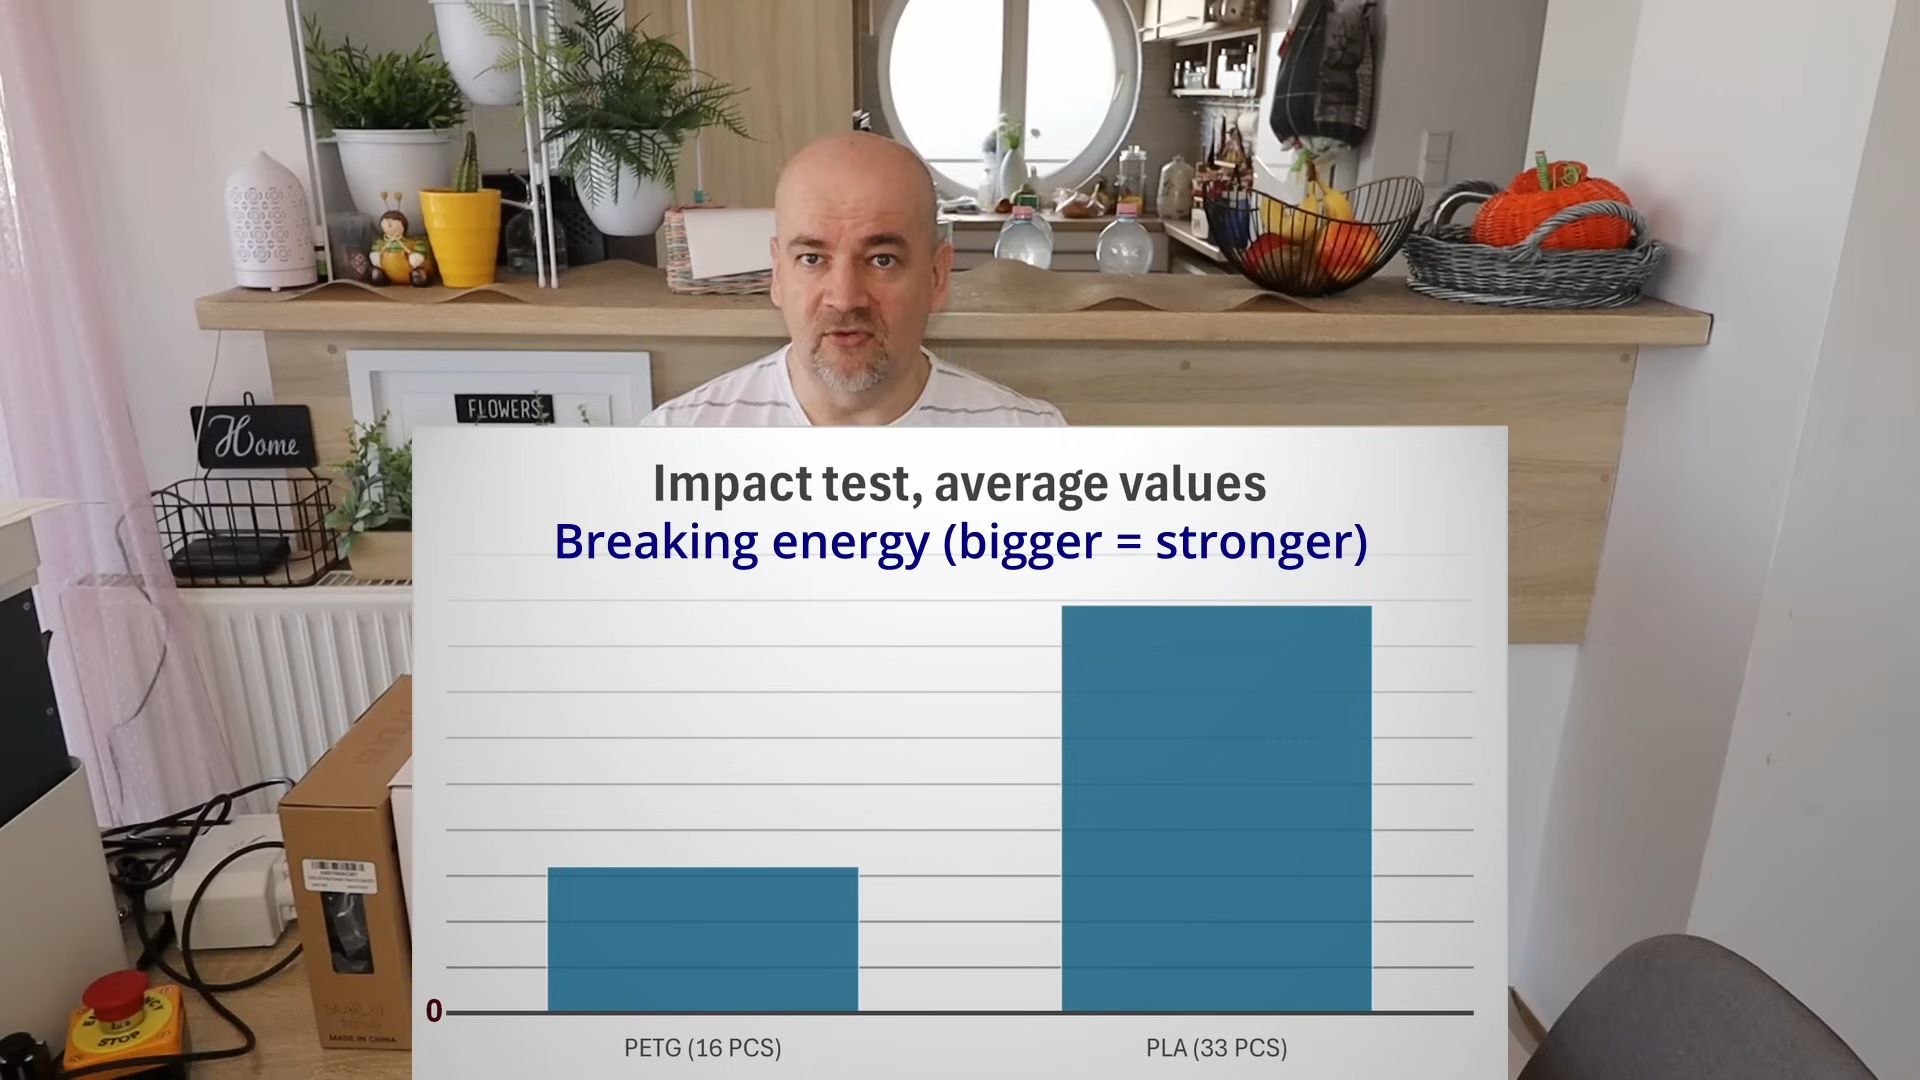 FLOWERS
Home
Impact test, average values
Breaking energy (bigger = stronger)
0
PETG (16 PCS)
PLA (33 PCS)
STOP
MADE IN CHINA